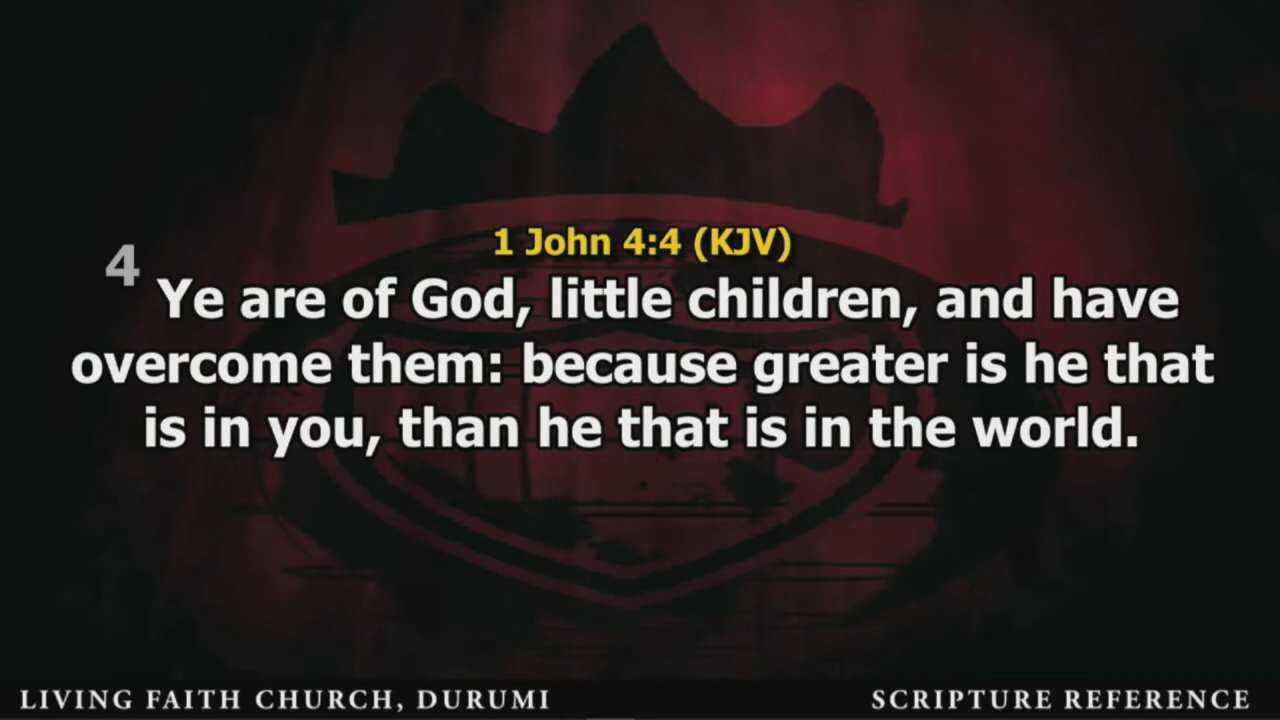 1 John 4:4 (KJV)
4 Ye are of God, little children, and have
overcome them: because greater is he that
is in you, than he that is in the world.
LIVING FAITH CHURCH, DURUMI
SCRIPTURE REFERENCE